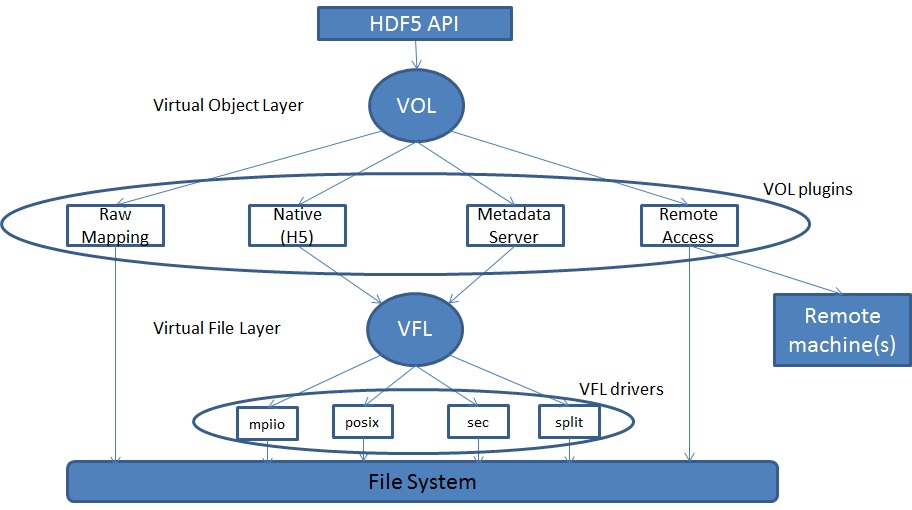 HDF5 API
Virtual Object Layer
VOL
VOL plugins
Raw
Mapping
Native
(H5)
Metadata
Server
Remote
Access
Virtual File Layer
VFL
Remote
machine(s)
VFL drivers
mpiio
posix
sec
split
File System